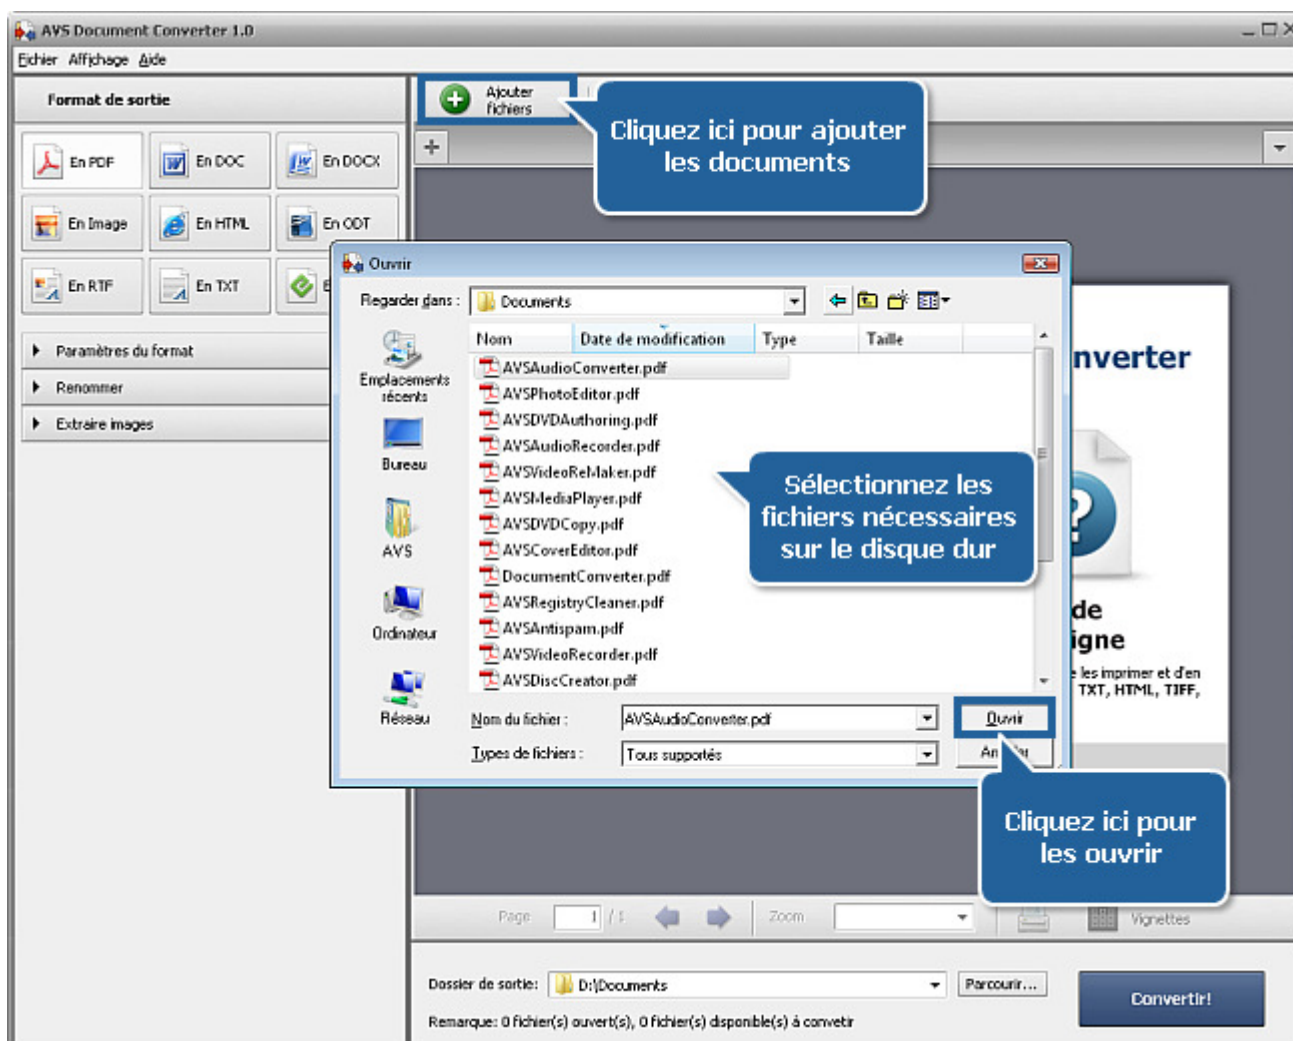 AVS Document Converter 1.0
Fichier Affichage Aide
Format de sortie
Ajouter
fichiers
Cliquez ici pour ajouter
les documents
En PDF
En DOC
En DOCX
En Image
En HTML
En ODT
En RTF
En TXT
Paramètres du format
Renommer
Extraire images
Ouvrir
Regarder dans :
Documents
Nom
Date de modification
Type
Taille
Emplacements
récents
Bureau
AVS
Ordinateur
Réseau
AVSAudioConverter.pdf
AVSPhotoEditor.pdf
AVSDVDAuthoring.pdf
AVSAudioRecorder.pdf
AVSVideoReMaker.pdf
AVSMediaPlayer.pdf
AVSDVDCopy.pdf
AVSCoverEditor.pdf
DocumentConverter.pdf
AVSRegistryCleaner.pdf
AVSAntispam.pdf
AVSVideoRecorder.pdf
AVSDiscCreator.pdf
Sélectionnez les
fichiers nécessaires
sur le disque dur
Nom du fichier :
AVSAudioConverter.pdf
Ouvrir
Types de fichiers :
Tous supportés
Cliquez ici pour
les ouvrir
nverter
de
igne
les imprimer et d'en
TXT, HTML, TIFF,
Page 1 / 1
Zoom
Vignettes
Dossier de sortie:
D:\Documents
Parcourir...
Convertir!
Remarque: 0 fichier(s) ouvert(s), 0 fichier(s) disponible(s) à convetir